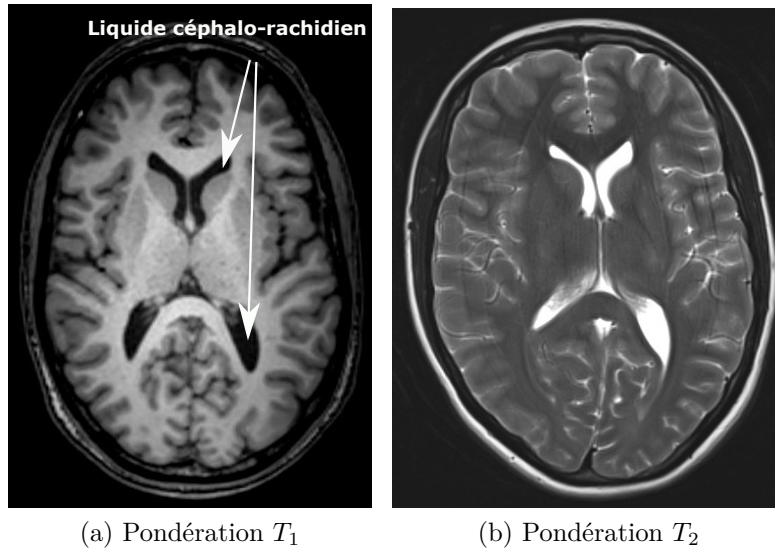 Liquide céphalo-rachidien
(a) Pondération T₁
(b) Pondération T₂